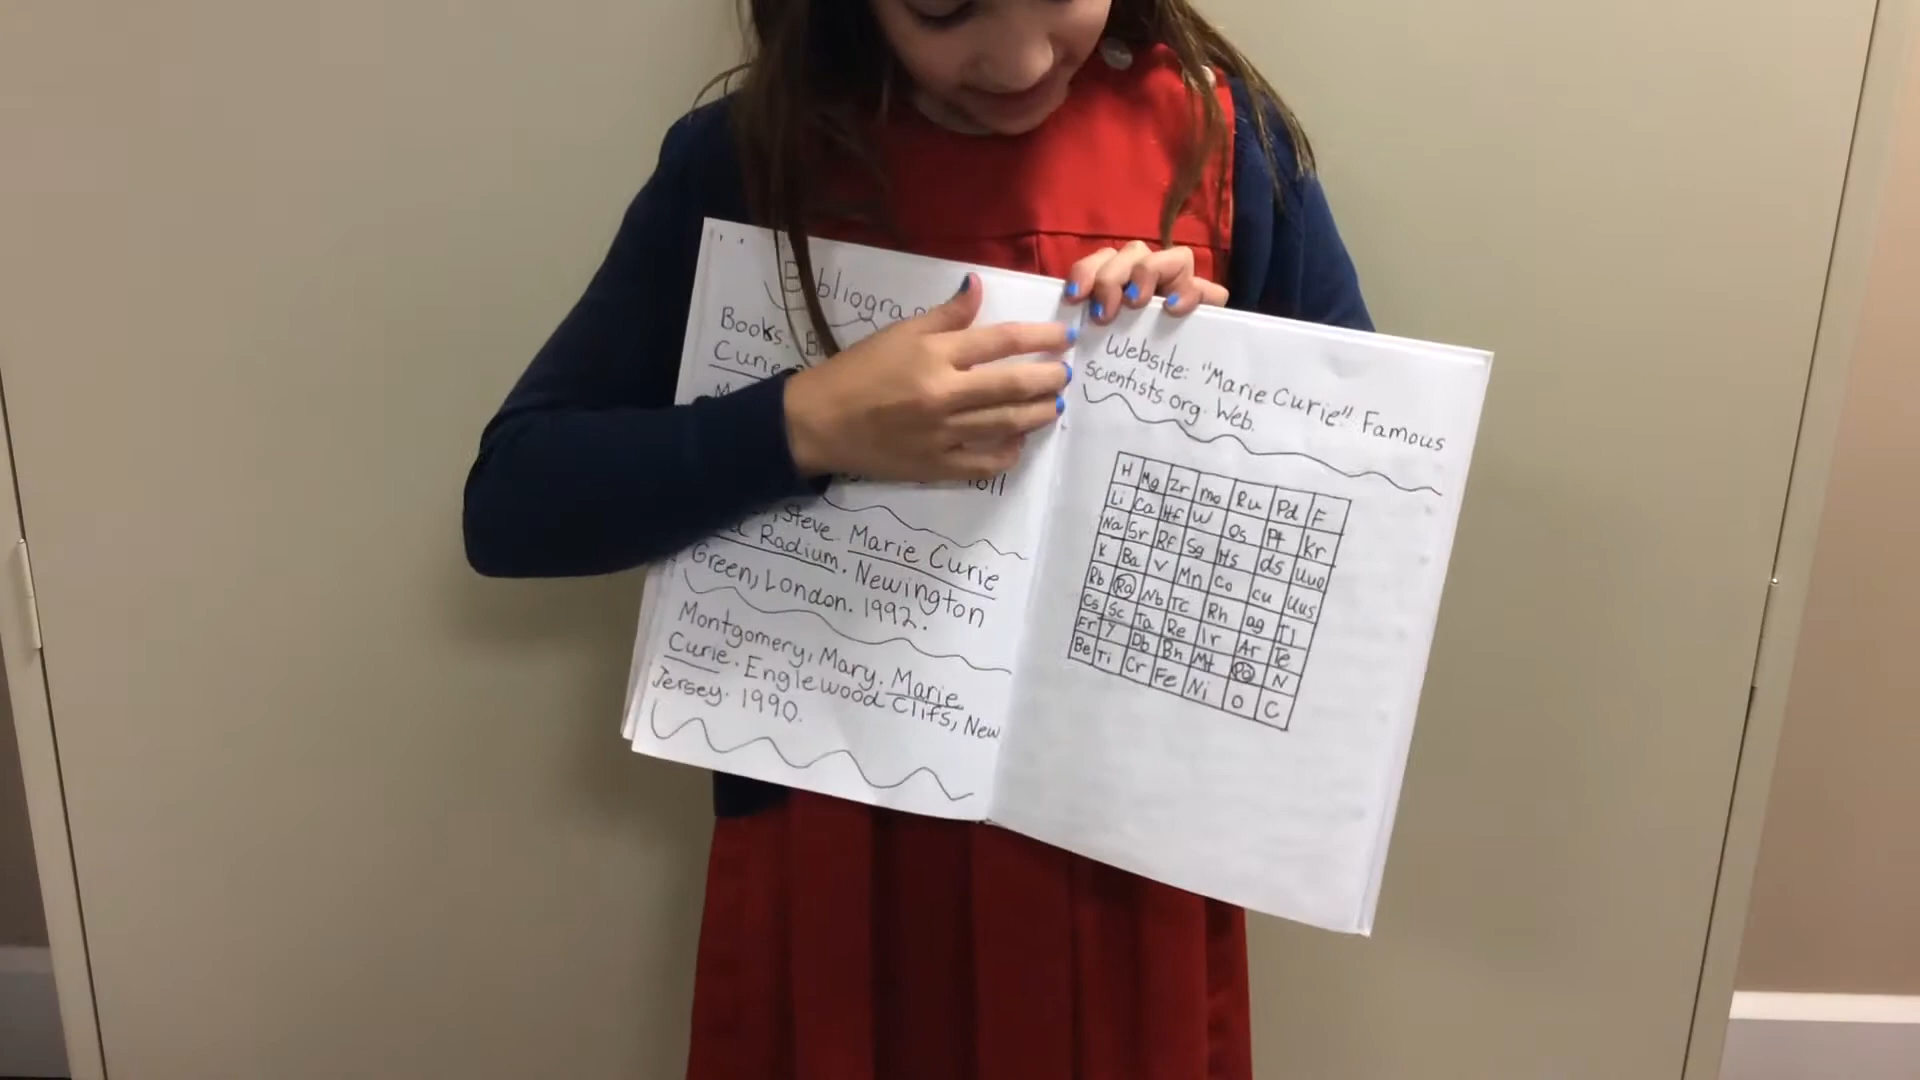 Books.
Curie
Steve. Marie Curie
Radium. Newington
Green, London. 1992.
Montgomery, Mary. Marie
Curie. Englewood Clifs, New
Jersey. 1990.
Website: "Marie Curie" Famous
scientists.org. Web.
H Mg Zr mo Ru Pd F
Li Ca Hf W Os Pt Kr
Na Sr Rf Sg Hs ds Uuo
K Ba V Mn Co cu Uus
Rb Ra Nb TC Rh ag Tl
Cs Sc Ta Re Ir Ar Te
Fr Y Db Bh Mt Po N
Be Ti Cr Fe Ni O C